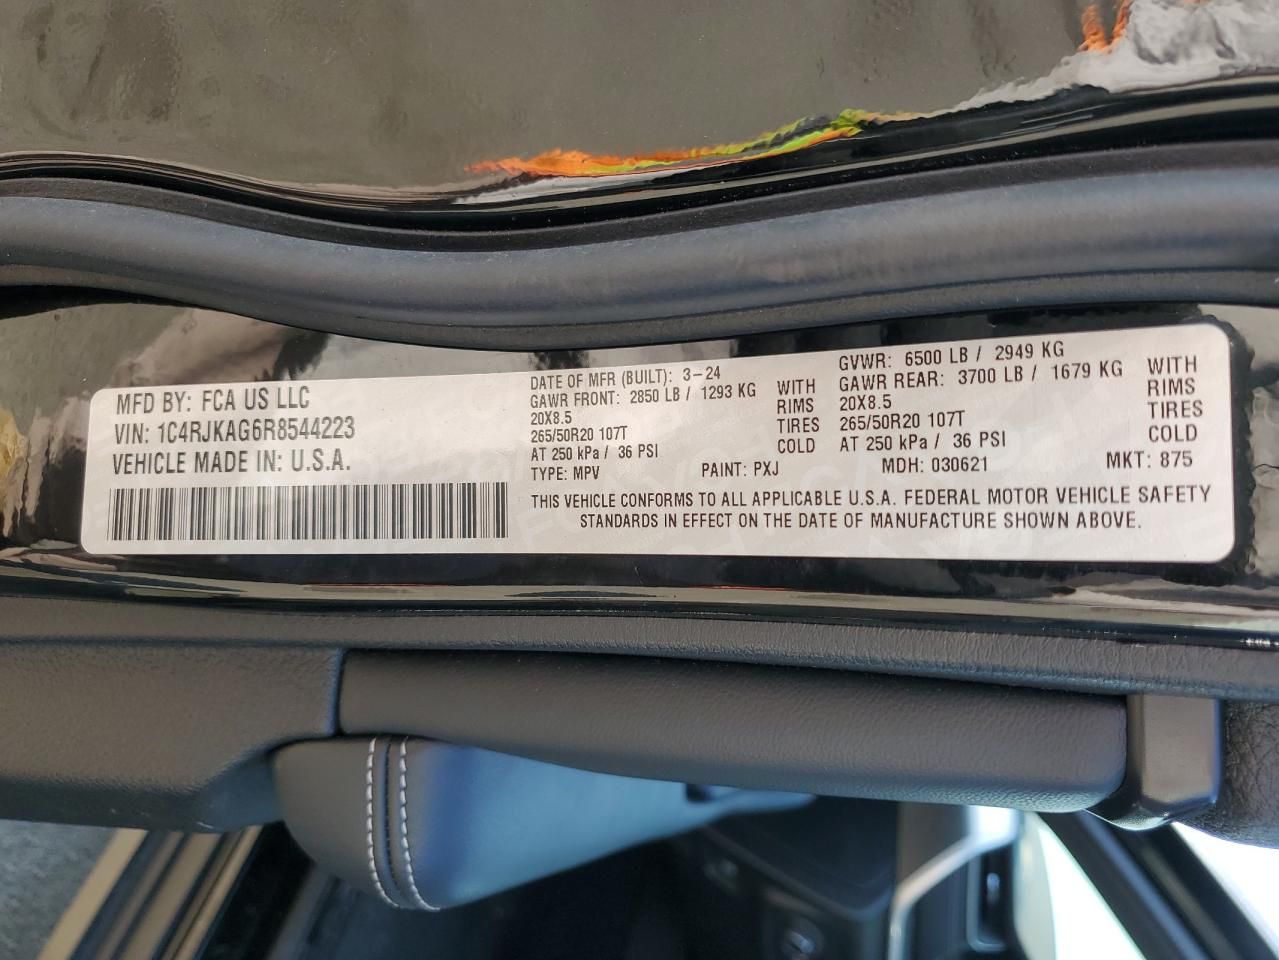 MFD BY: FCA US LLC
VIN: 1C4RJKAG6R8544223
VEHICLE MADE IN: U.S.A.
DATE OF MFR (BUILT): 3-24
GAWR FRONT: 2850 LB / 1293 KG WITH
20X8.5 RIMS
265/50R20 107T TIRES
AT 250 kPa / 36 PSI COLD
TYPE: MPV PAINT: PXJ
GVWR: 6500 LB / 2949 KG
GAWR REAR: 3700 LB / 1679 KG WITH
20X8.5 RIMS
265/50R20 107T TIRES
AT 250 kPa / 36 PSI COLD
MDH: 030621 MKT: 875
THIS VEHICLE CONFORMS TO ALL APPLICABLE U.S.A. FEDERAL MOTOR VEHICLE SAFETY
STANDARDS IN EFFECT ON THE DATE OF MANUFACTURE SHOWN ABOVE.